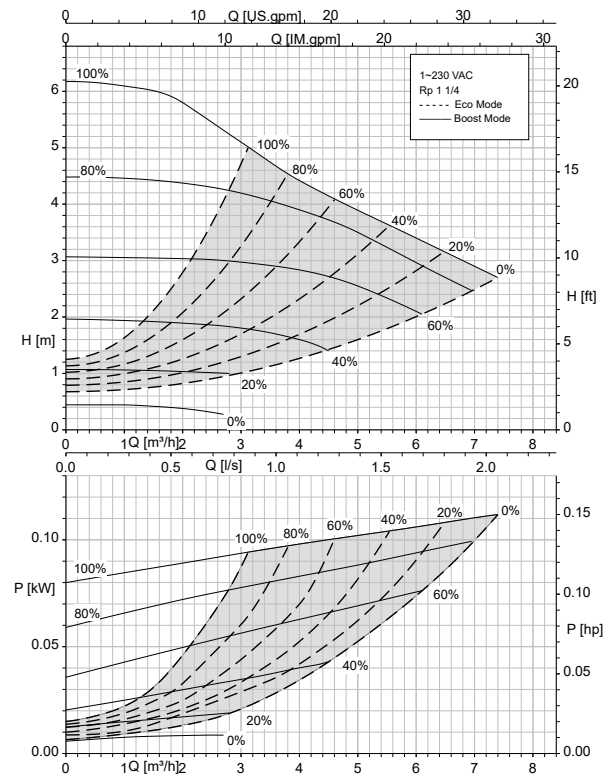 Q [US.gpm]
0 10 20 30
Q [IM.gpm]
0 10 20 30
100%
1~230 VAC
Rp 1 1/4
Eco Mode
Boost Mode
6
20
5
100%
80%
80%
15
60%
4
40%
20%
3
10
0%
H [ft]
2
60%
H [m]
5
40%
1
20%
0%
0 0
0 1 Q [m³/h] 2 3 4 5 6 7 8
0.0 0.5 Q [l/s] 1.0 1.5 2.0
0%
20%
0.15
40%
60%
80%
100%
0.10
100%
P [kW]
60%
0.10
80%
P [hp]
0.05
40%
0.05
20%
0%
0.00 0.00
0 1 Q [m³/h] 2 3 4 5 6 7 8